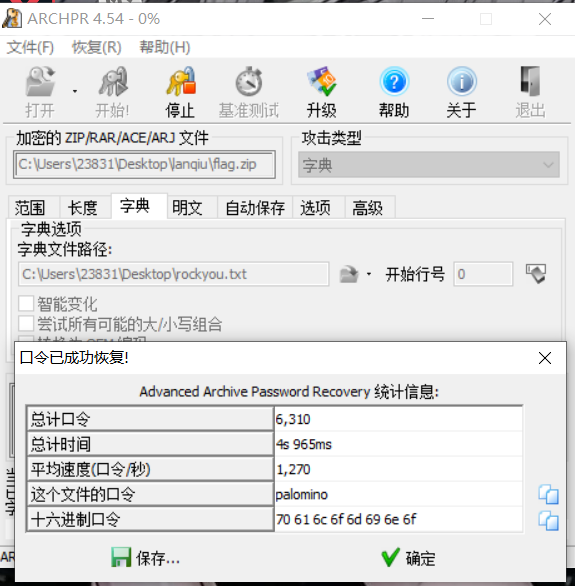 ARCHPR 4.54 - 0%
文件(F) 恢复(R) 帮助(H)
打开 开始! 停止 基准测试 升级 帮助 关于 退出
加密的 ZIP/RAR/ACE/ARJ 文件 攻击类型
C:\Users\23831\Desktop\lanqiu\flag.zip 字典
范围 长度 字典 明文 自动保存 选项 高级
字典选项
字典文件路径:
C:\Users\23831\Desktop\rockyou.txt 开始行号 0
智能变化
尝试所有可能的大/小写组合
口令已成功恢复!
Advanced Archive Password Recovery 统计信息:
总计口令 6,310
总计时间 4s 965ms
平均速度(口令/秒) 1,270
这个文件的口令 palomino
十六进制口令 70 61 6c 6f 6d 69 6e 6f
保存... 确定